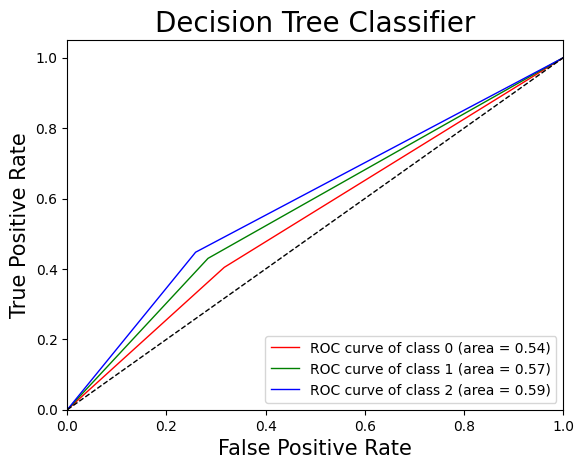 Decision Tree Classifier
True Positive Rate
1.0
0.8
0.6
0.4
0.2
0.0
ROC curve of class 0 (area = 0.54)
ROC curve of class 1 (area = 0.57)
ROC curve of class 2 (area = 0.59)
0.0 0.2 0.4 0.6 0.8 1.0
False Positive Rate